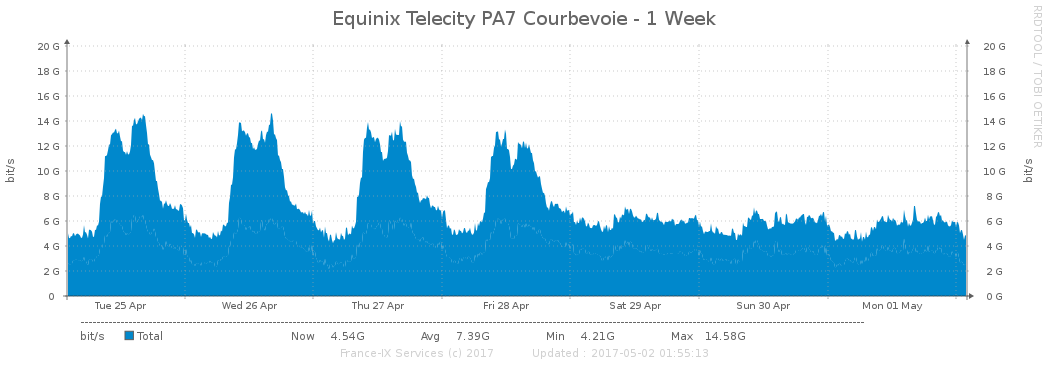 Equinix Telecity PA7 Courbevoie - 1 Week
RRDTOOL / TOBI OETIKER
bit/s
20 G 20 G
18 G 18 G
16 G 16 G
14 G 14 G
12 G 12 G
10 G 10 G
8 G 8 G
6 G 6 G
4 G 4 G
2 G 2 G
0 0 G
bit/s
Tue 25 Apr Wed 26 Apr Thu 27 Apr Fri 28 Apr Sat 29 Apr Sun 30 Apr Mon 01 May
bit/s Total Now 4.54G Avg 7.39G Min 4.21G Max 14.58G
France-IX Services (c) 2017 Updated : 2017-05-02 01:55:13